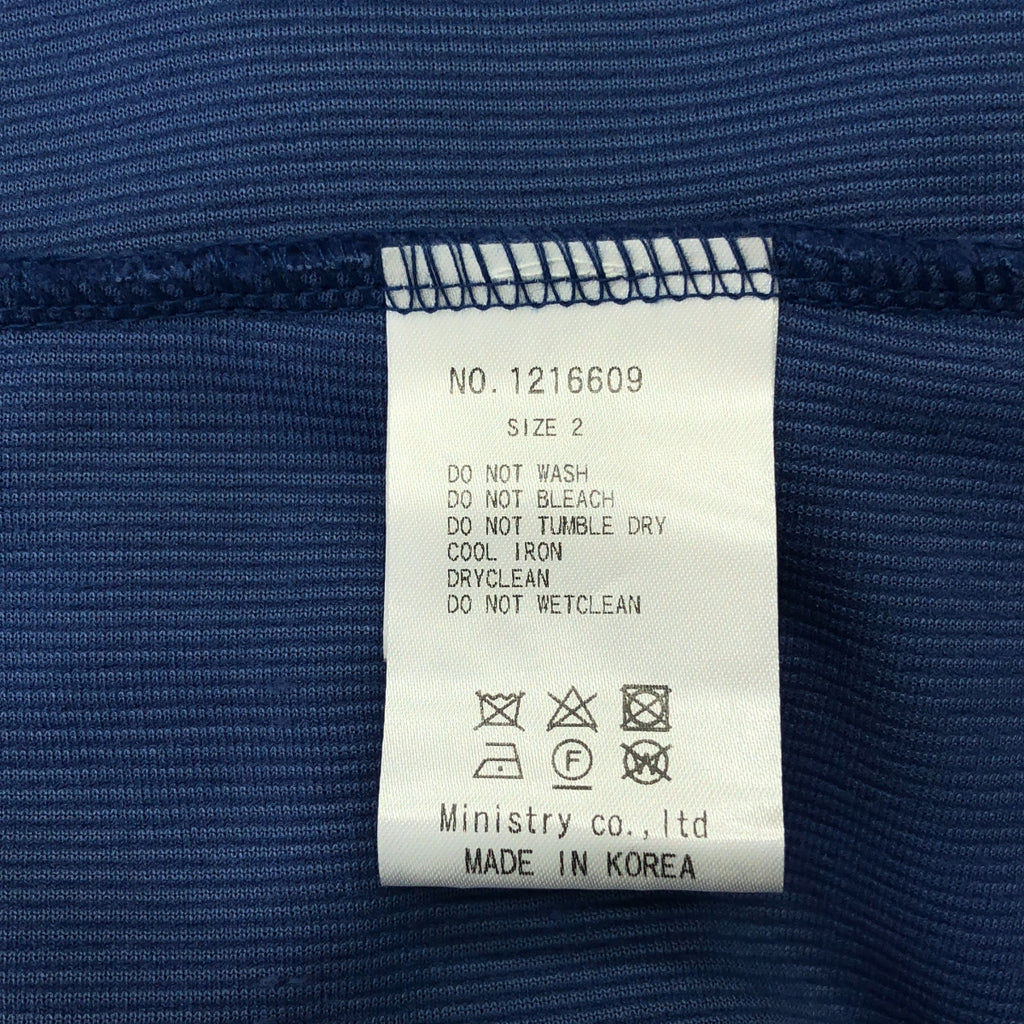 NO. 1216609
SIZE 2
DO NOT WASH
DO NOT BLEACH
DO NOT TUMBLE DRY
COOL IRON
DRYCLEAN
DO NOT WETCLEAN
F W
Ministry co.,ltd
MADE IN KOREA